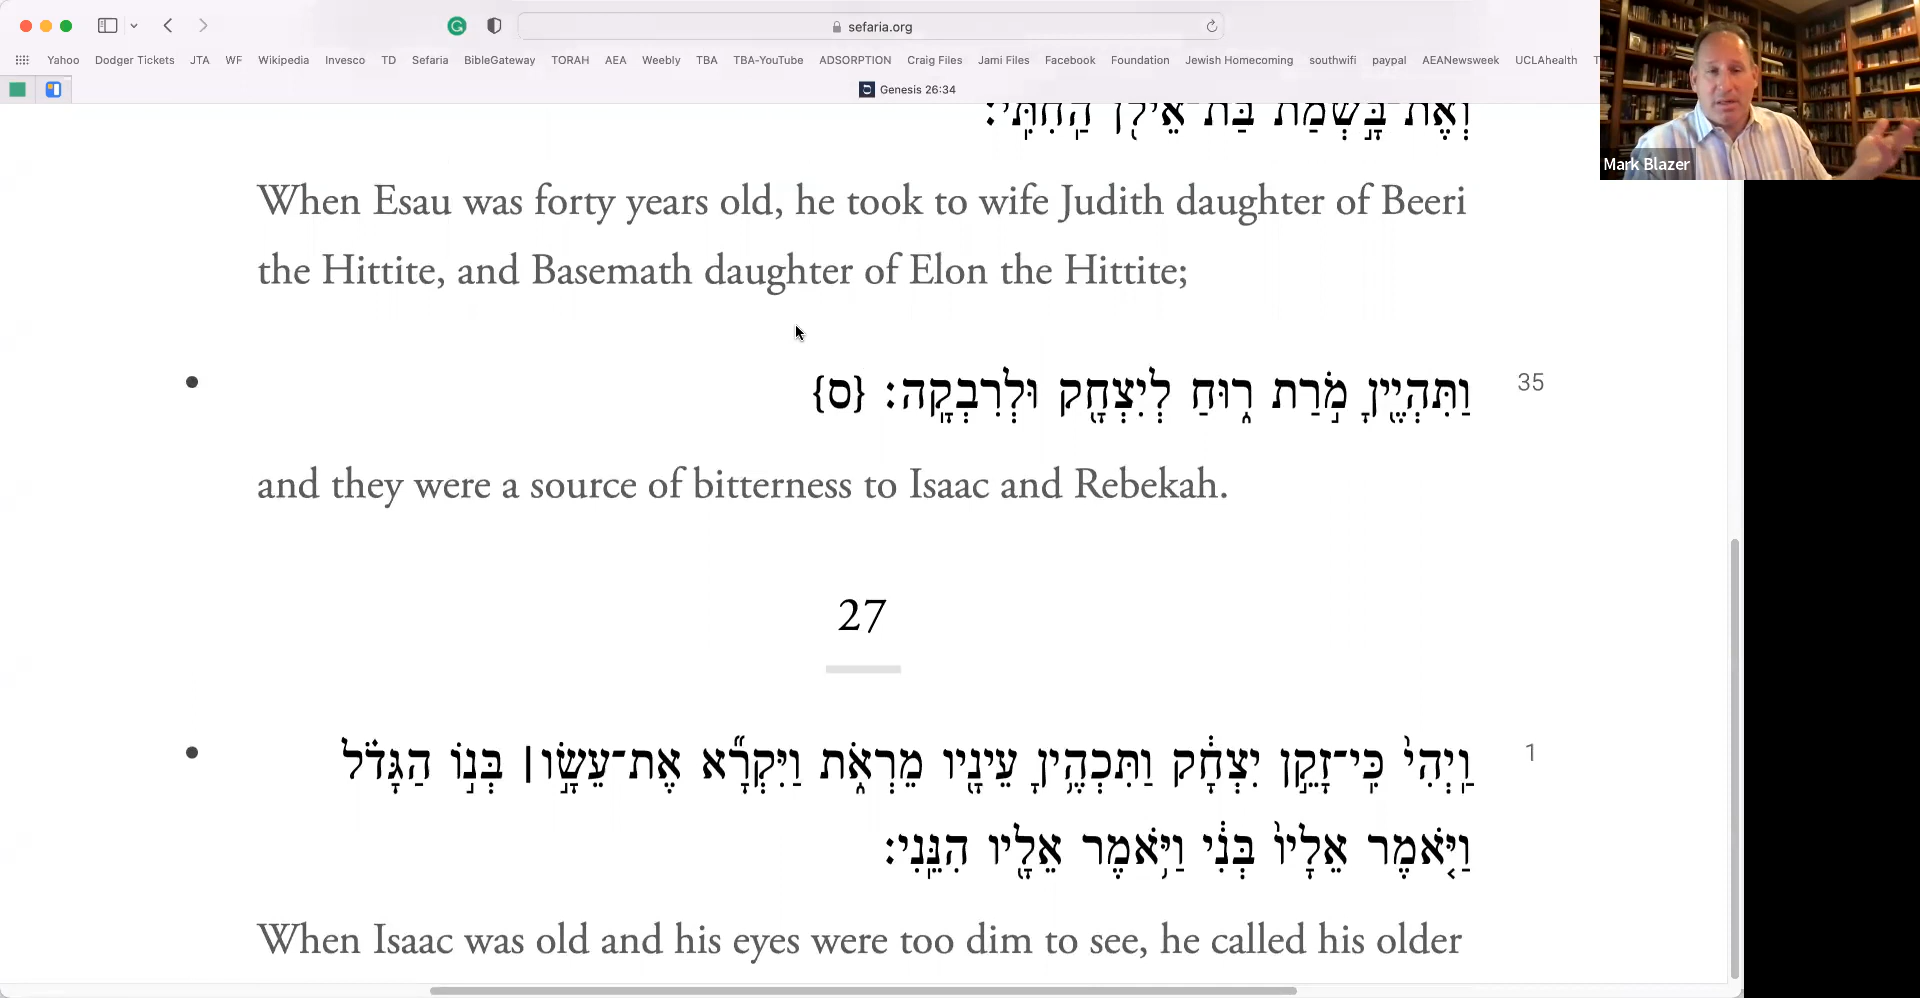 sefaria.org
Yahoo Dodger Tickets JTA WF Wikipedia Invesco TD Sefaria BibleGateway TORAH AEA Weebly TBA TBA-YouTube ADSORPTION Craig Files Jami Files Facebook Foundation Jewish Homecoming southwifi paypal AEANewsweek UCLAhealth
Genesis 26:34
וְאֶת־בָּ֣שְׂמַ֔ת בַּת־אֵילֹ֖ן הַֽחִתִּֽי׃
Mark Blazer
When Esau was forty years old, he took to wife Judith daughter of Beeri
the Hittite, and Basemath daughter of Elon the Hittite;
35 וַתִּהְיֶ֖יןָ מֹ֣רַת ר֑וּחַ לְיִצְחָ֖ק וּלְרִבְקָֽה׃ {ס}
and they were a source of bitterness to Isaac and Rebekah.
27
1 וַיְהִי֙ כִּֽי־זָקֵ֣ן יִצְחָ֔ק וַתִּכְהֶ֥יןָ עֵינָ֖יו מֵרְאֹ֑ת וַיִּקְרָ֞א אֶת־עֵשָׂ֣ו ׀ בְּנ֣וֹ הַגָּדֹ֗ל
וַיֹּ֤אמֶר אֵלָיו֙ בְּנִ֔י וַיֹּ֥אמֶר אֵלָ֖יו הִנֵּֽנִי׃
When Isaac was old and his eyes were too dim to see, he called his older